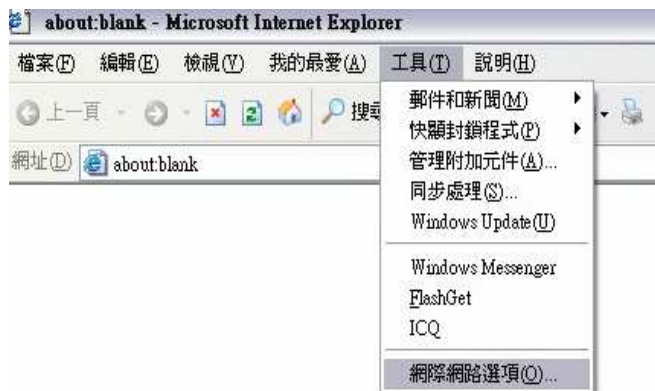 about:blank - Microsoft Internet Explorer
檔案(F) 編輯(E) 檢視(V) 我的最愛(A) 工具(T) 說明(H)
上一頁 搜尋
網址(D) about:blank
郵件和新聞(M)
快顯封鎖程式(P)
管理附加元件(A)...
同步處理(S)...
Windows Update(U)
Windows Messenger
FlashGet
ICQ
網際網路選項(O)...